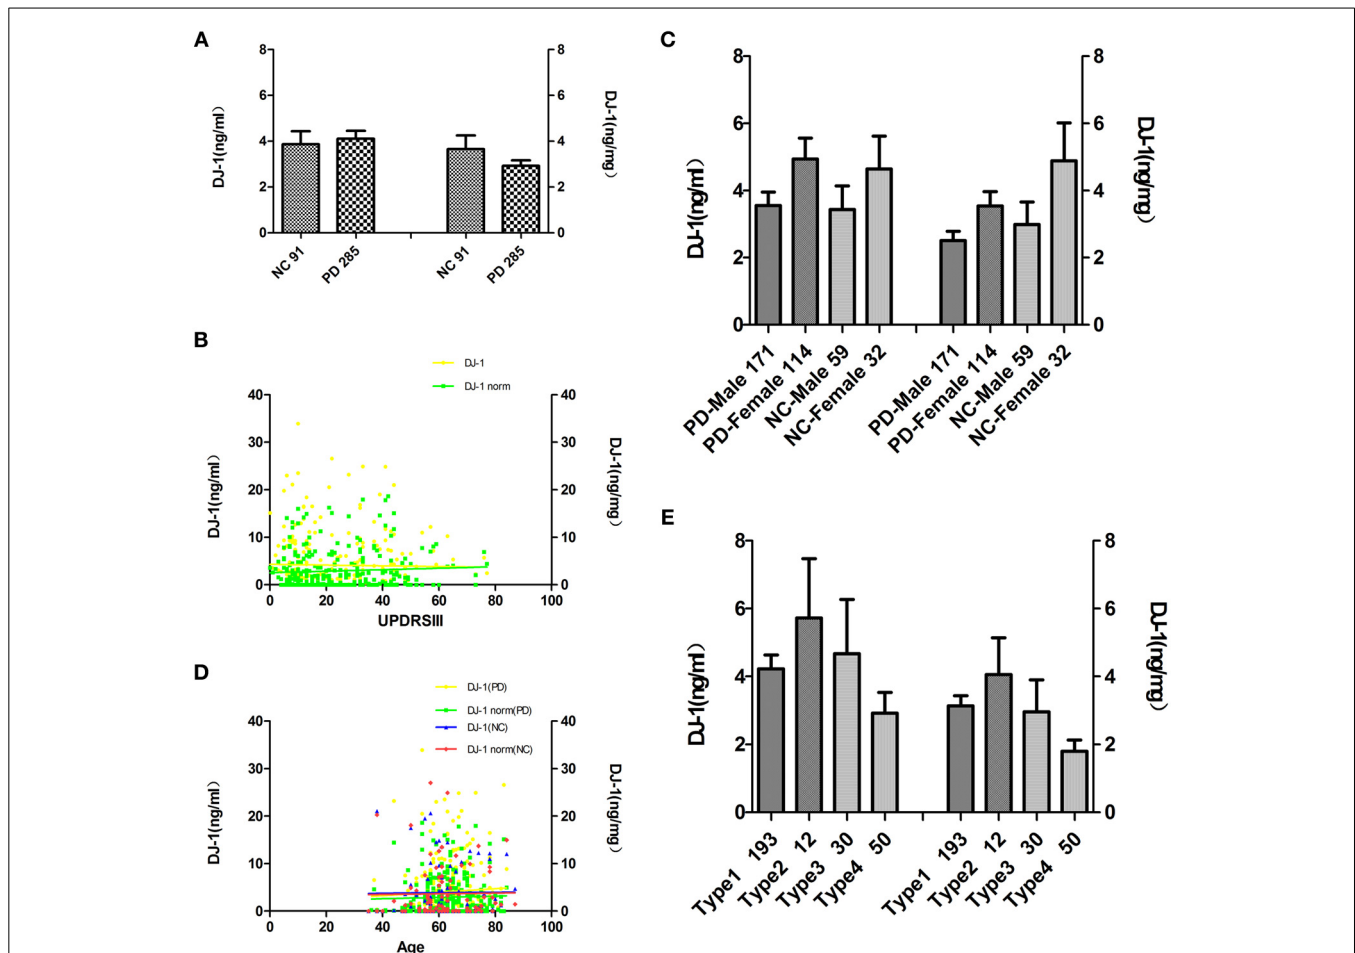 A
8 8
6 6
4 4
2 2
0 0
DJ-1(ng/ml)
DJ-1(ng/mg)
NC 91 PD 285 NC 91 PD 285
B
DJ-1
DJ-1 norm
40 40
30 30
20 20
10 10
0 0
0 20 40 60 80 100
DJ-1(ng/ml)
DJ-1(ng/mg)
UPDRSIII
D
DJ-1(PD)
DJ-1 norm(PD)
DJ-1(NC)
DJ-1 norm(NC)
40 40
30 30
20 20
10 10
0 0
0 20 40 60 80 100
DJ-1(ng/ml)
DJ-1(ng/mg)
Age
C
8 8
6 6
4 4
2 2
0 0
DJ-1(ng/ml)
DJ-1(ng/mg)
PD-Male 171 PD-Female 114 NC-Male 59 NC-Female 32 PD-Male 171 PD-Female 114 NC-Male 59 NC-Female 32
E
8 8
6 6
4 4
2 2
0 0
DJ-1(ng/ml)
DJ-1(ng/mg)
Type1 193 Type2 12 Type3 30 Type4 50 Type1 193 Type2 12 Type3 30 Type4 50